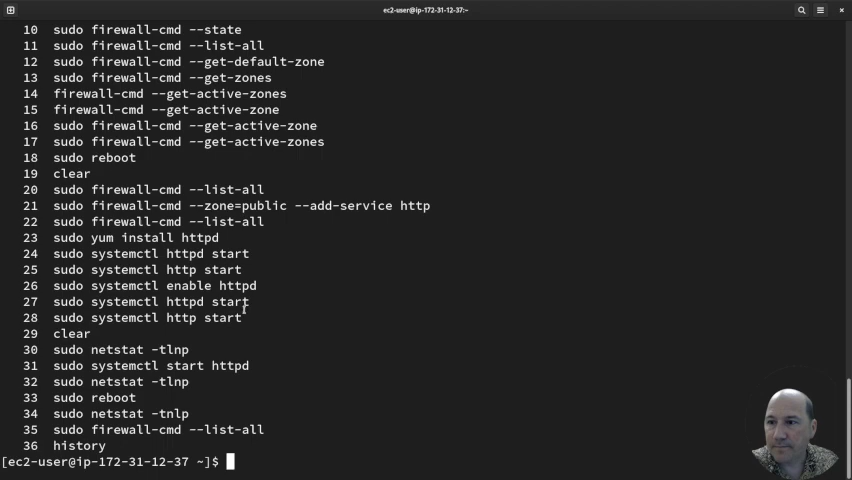 ec2-user@ip-172-31-12-37:~
10 sudo firewall-cmd --state
11 sudo firewall-cmd --list-all
12 sudo firewall-cmd --get-default-zone
13 sudo firewall-cmd --get-zones
14 firewall-cmd --get-active-zones
15 firewall-cmd --get-active-zone
16 sudo firewall-cmd --get-active-zone
17 sudo firewall-cmd --get-active-zones
18 sudo reboot
19 clear
20 sudo firewall-cmd --list-all
21 sudo firewall-cmd --zone=public --add-service http
22 sudo firewall-cmd --list-all
23 sudo yum install httpd
24 sudo systemctl httpd start
25 sudo systemctl http start
26 sudo systemctl enable httpd
27 sudo systemctl httpd start
28 sudo systemctl http start
29 clear
30 sudo netstat -tlnp
31 sudo systemctl start httpd
32 sudo netstat -tlnp
33 sudo reboot
34 sudo netstat -tnlp
35 sudo firewall-cmd --list-all
36 history
[ec2-user@ip-172-31-12-37 ~]$